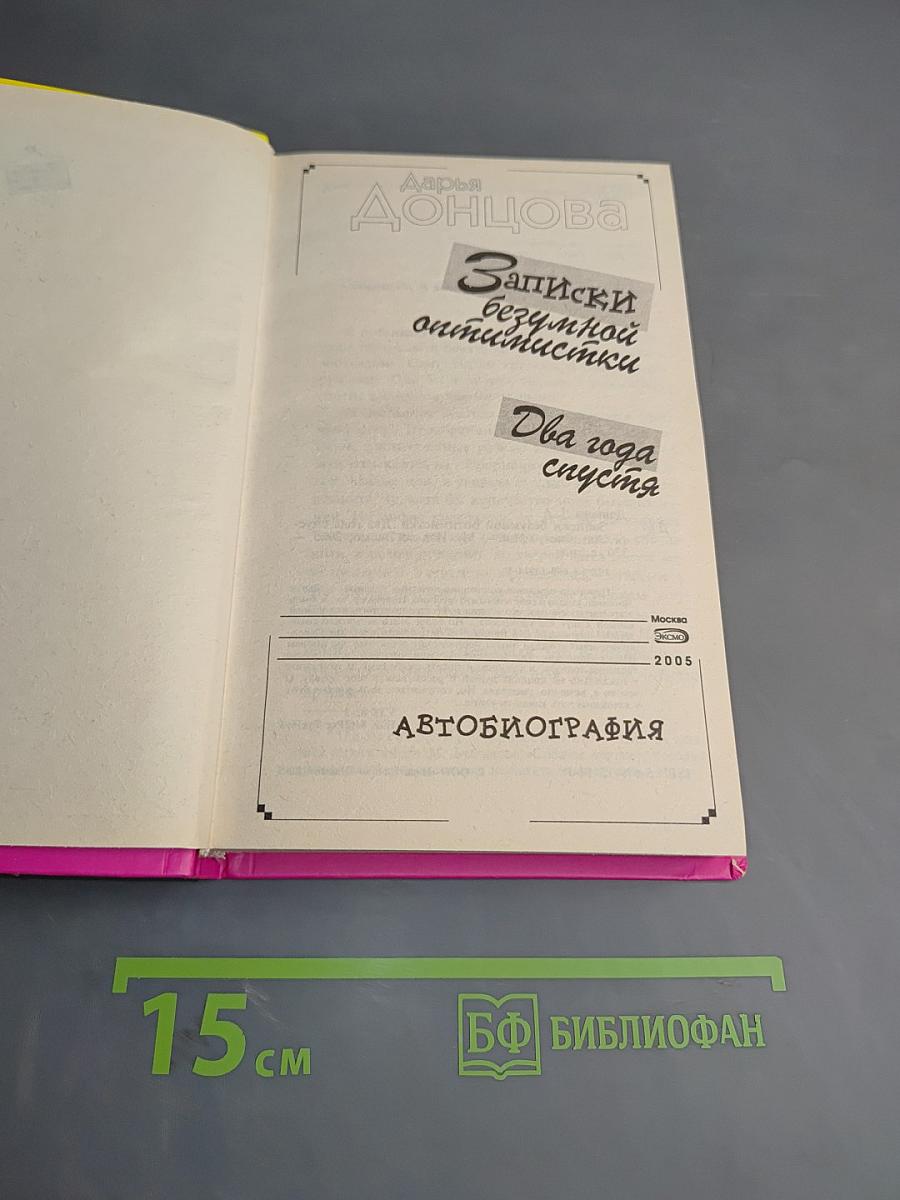 Дарья
Донцова
Записки
безумной
оптимистки
Два года
спустя
Москва
ЭКСМО
2005
АВТОБИОГРАФИЯ
15 см
БФ БИБЛИОФАН